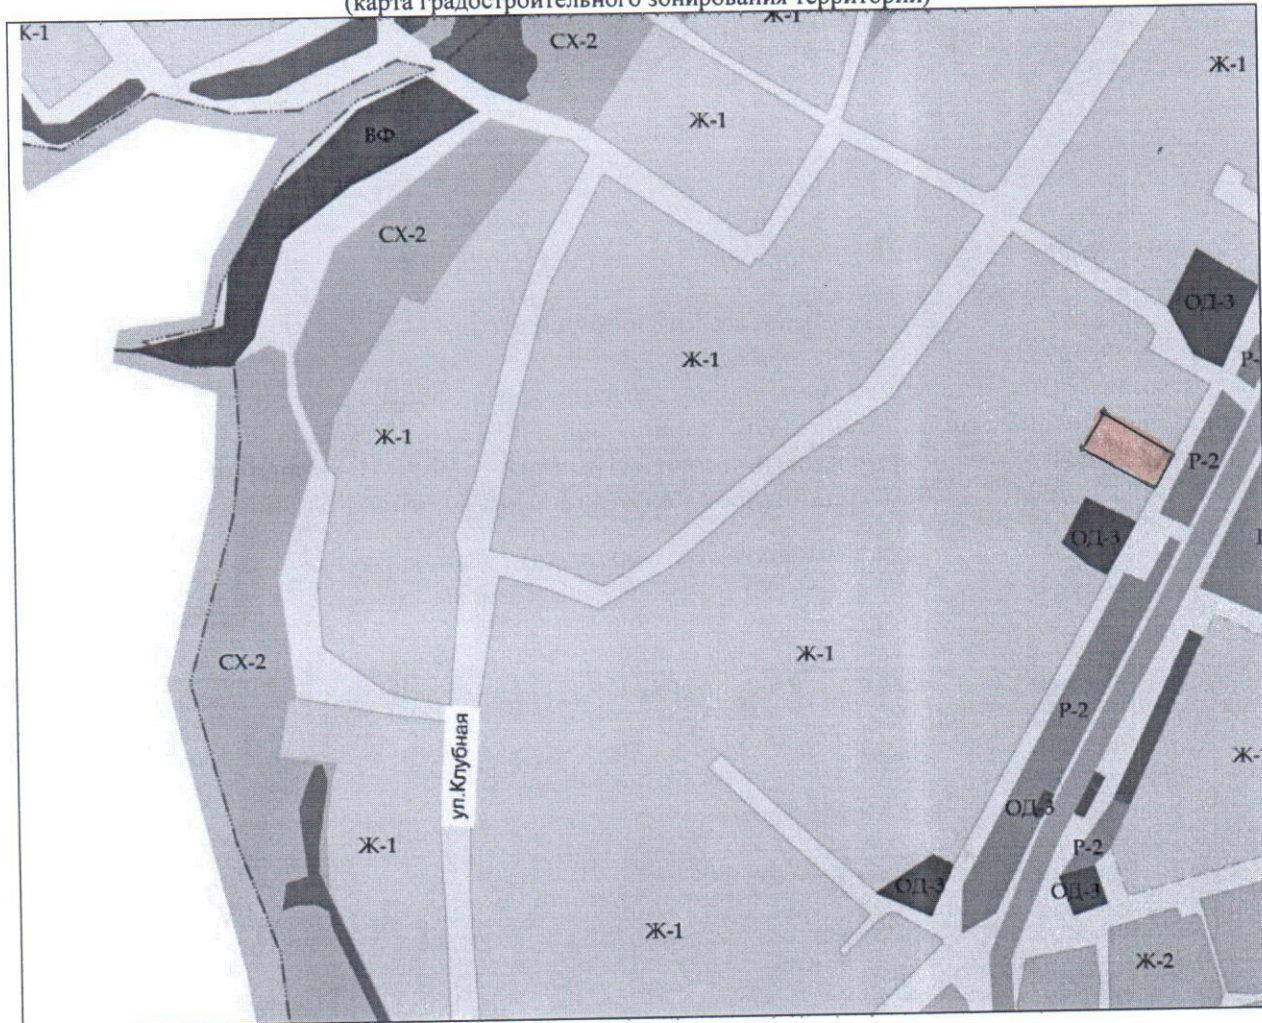 (карта градостроительного зонирования территории)
Ж-1
К-1
СХ-2
Ж-1
Ж-1
ВФ
СХ-2
ОД-3
Ж-1
Р-
Ж-1
Р-2
ОД-3
Ж-1
СХ-2
Р-2
ул.Клубная
Ж-
ОД-3
Ж-1
Р-2
ОД-3
ОД-3
Ж-1
Ж-2